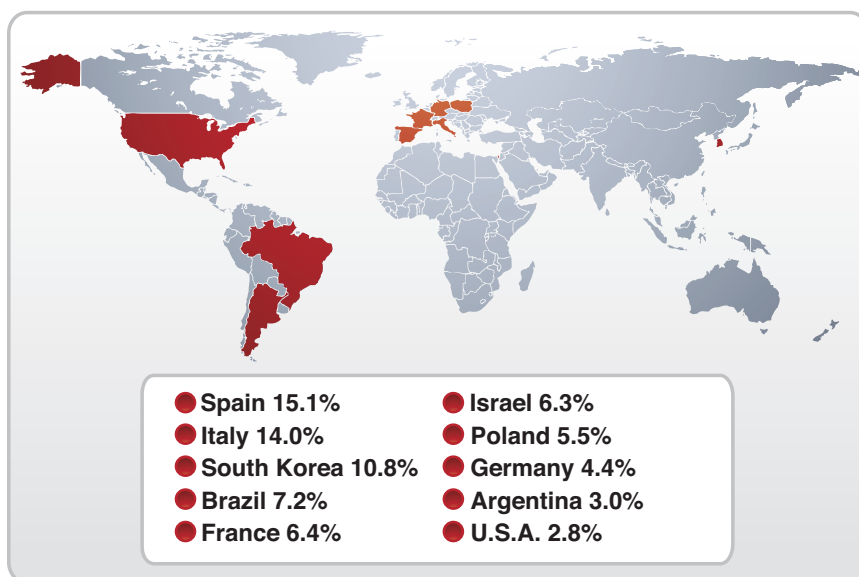 Spain 15.1%
Italy 14.0%
South Korea 10.8%
Brazil 7.2%
France 6.4%
Israel 6.3%
Poland 5.5%
Germany 4.4%
Argentina 3.0%
U.S.A. 2.8%